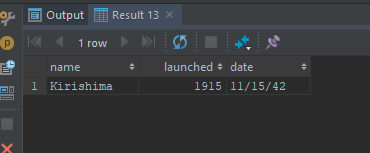 Output Result 13
1 row
name launched date
1 Kirishima 1915 11/15/42